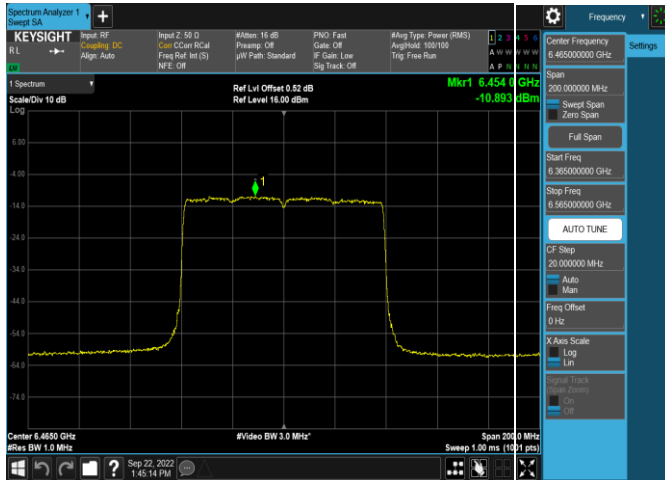 Spectrum Analyzer 1
Swept SA
KEYSIGHT
RL
Input: RF
Coupling: DC
Align: Auto
Input Z: 50 Ω
Corr CCorr RCal
Freq Ref: Int (S)
NFE: Off
#Atten: 16 dB
Preamp: Off
µW Path: Standard
PNO: Fast
Gate: Off
IF Gain: Low
Sig Track: Off
#Avg Type: Power (RMS)
Avg|Hold: 100/100
Trig: Free Run
1 2 3 4 5 6
A W W W W W
A P N N N N
1 Spectrum
Scale/Div 10 dB
Log
Ref Lvl Offset 0.52 dB
Ref Level 16.00 dBm
Mkr1 6.454 0 GHz
-10.893 dBm
1
6.00
-4.00
-14.0
-24.0
-34.0
-44.0
-54.0
-64.0
-74.0
Center 6.4650 GHz
#Res BW 1.0 MHz
#Video BW 3.0 MHz*
Span 200.0 MHz
Sweep 1.00 ms (1001 pts)
Sep 22, 2022
1:45:14 PM
Frequency
Settings
Center Frequency
6.465000000 GHz
Span
200.000000 MHz
Swept Span
Zero Span
Full Span
Start Freq
6.365000000 GHz
Stop Freq
6.565000000 GHz
AUTO TUNE
CF Step
20.000000 MHz
Auto
Man
Freq Offset
0 Hz
X Axis Scale
Log
Lin
Signal Track
(Span Zoom)
On
Off